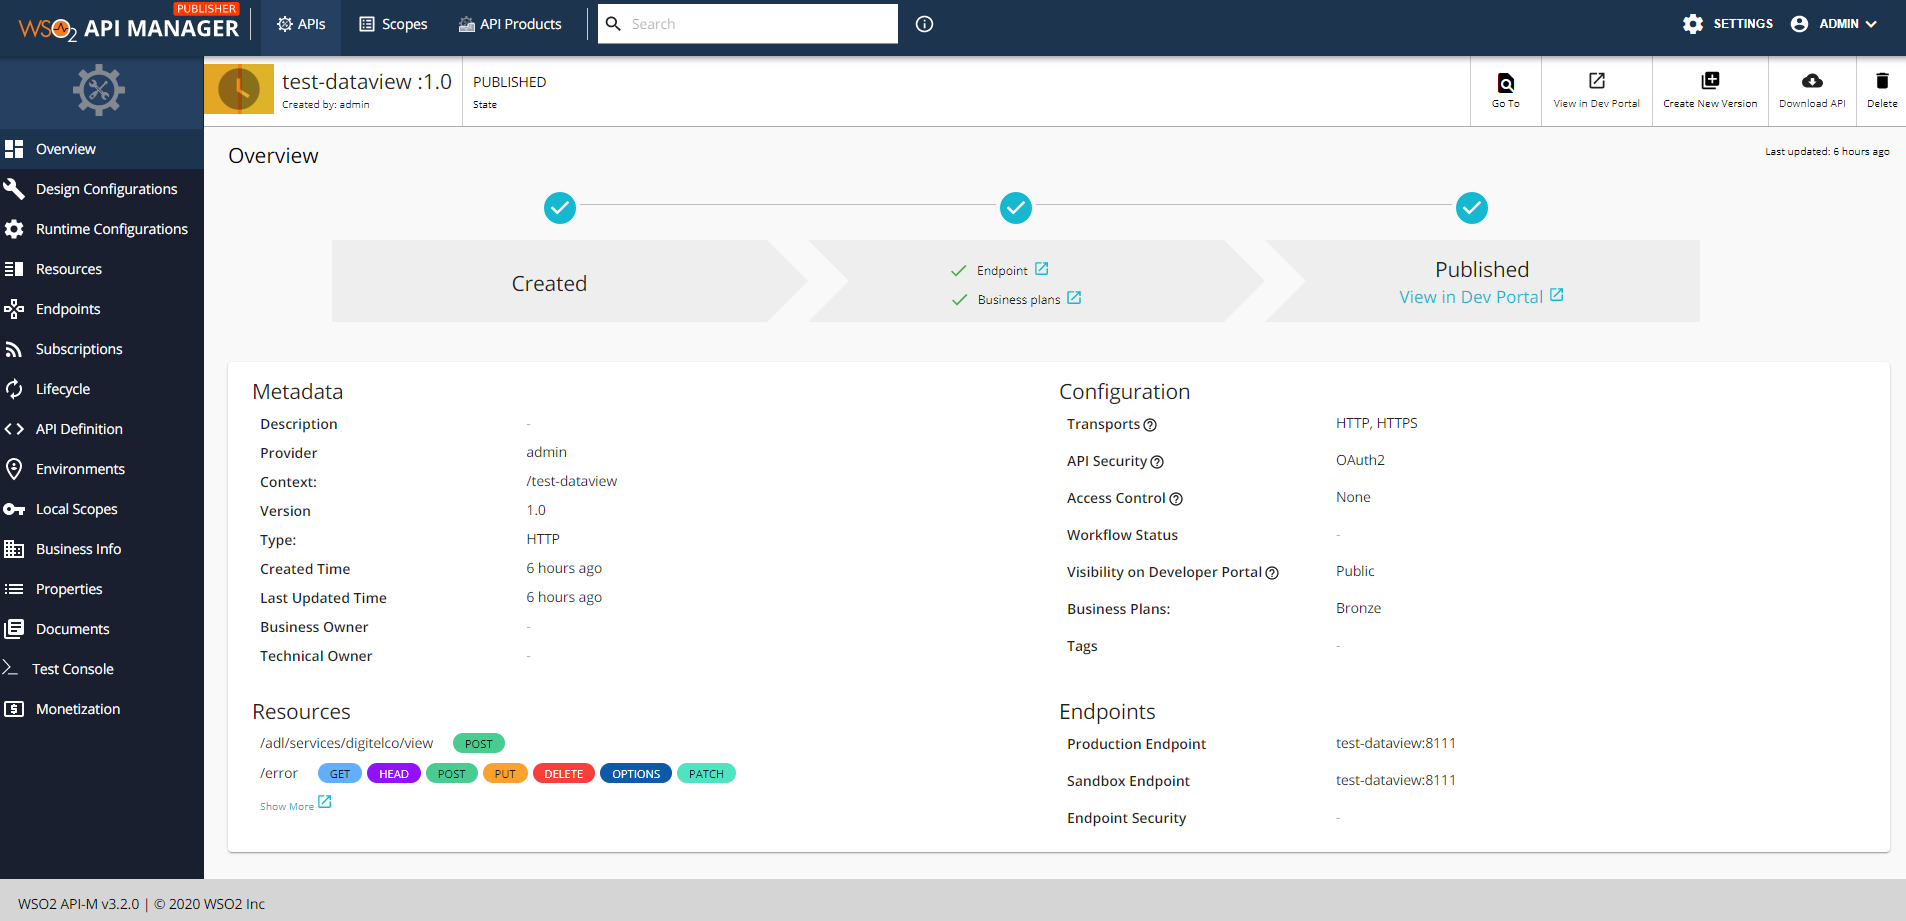 PUBLISHER
WSO2 API MANAGER
APIs
Scopes
API Products
Search
SETTINGS
ADMIN
test-dataview :1.0
Created by: admin
PUBLISHED
State
Go To
View in Dev Portal
Create New Version
Download API
Delete
Overview
Design Configurations
Runtime Configurations
Resources
Endpoints
Subscriptions
Lifecycle
API Definition
Environments
Local Scopes
Business Info
Properties
Documents
Test Console
Monetization
Overview
Last updated: 6 hours ago
Created
Endpoint
Business plans
Published
View in Dev Portal
Metadata
Description -
Provider admin
Context: /test-dataview
Version 1.0
Type: HTTP
Created Time 6 hours ago
Last Updated Time 6 hours ago
Business Owner -
Technical Owner -
Configuration
Transports HTTP, HTTPS
API Security OAuth2
Access Control None
Workflow Status -
Visibility on Developer Portal Public
Business Plans: Bronze
Tags -
Resources
/adl/services/digitelco/view POST
/error GET HEAD POST PUT DELETE OPTIONS PATCH
Show More
Endpoints
Production Endpoint test-dataview:8111
Sandbox Endpoint test-dataview:8111
Endpoint Security -
WSO2 API-M v3.2.0 | © 2020 WSO2 Inc